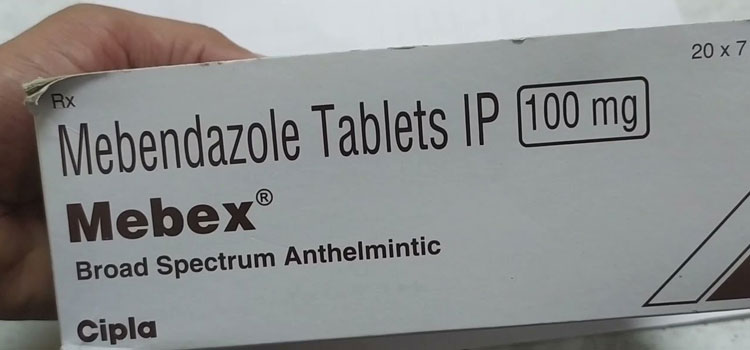 20 x 7
Rx
Mebendazole Tablets IP 100 mg
Mebex®
Broad Spectrum Anthelmintic
Cipla